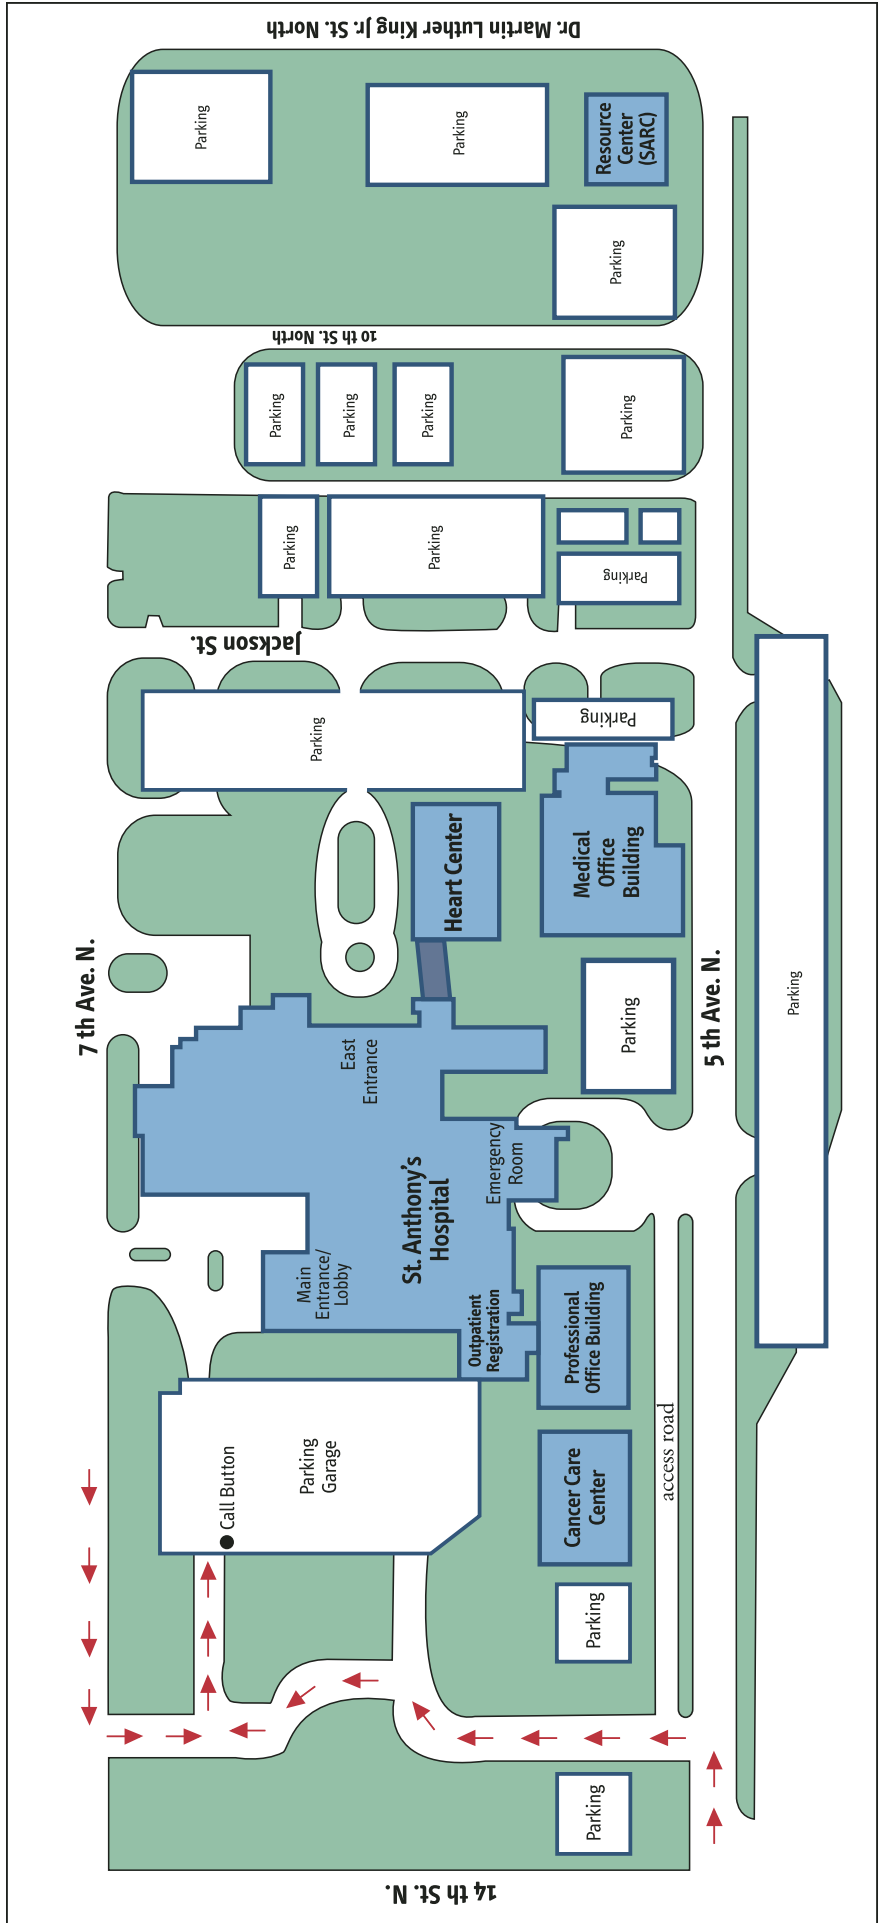 Dr. Martin Luther King Jr. St. North
Parking
Parking
Resource
Center
(SARC)
Parking
10 th St. North
Parking
Parking
Parking
Parking
Parking
Parking
Parking
Jackson St.
Parking
Parking
Heart Center
Medical
Office
Building
7 th Ave. N.
5 th Ave. N.
Parking
Parking
East
Entrance
Emergency
Room
St. Anthony's
Hospital
Main
Entrance/
Lobby
Outpatient
Registration
Professional
Office Building
Call Button
Parking
Garage
Cancer Care
Center
access road
Parking
Parking
14 th St. N.